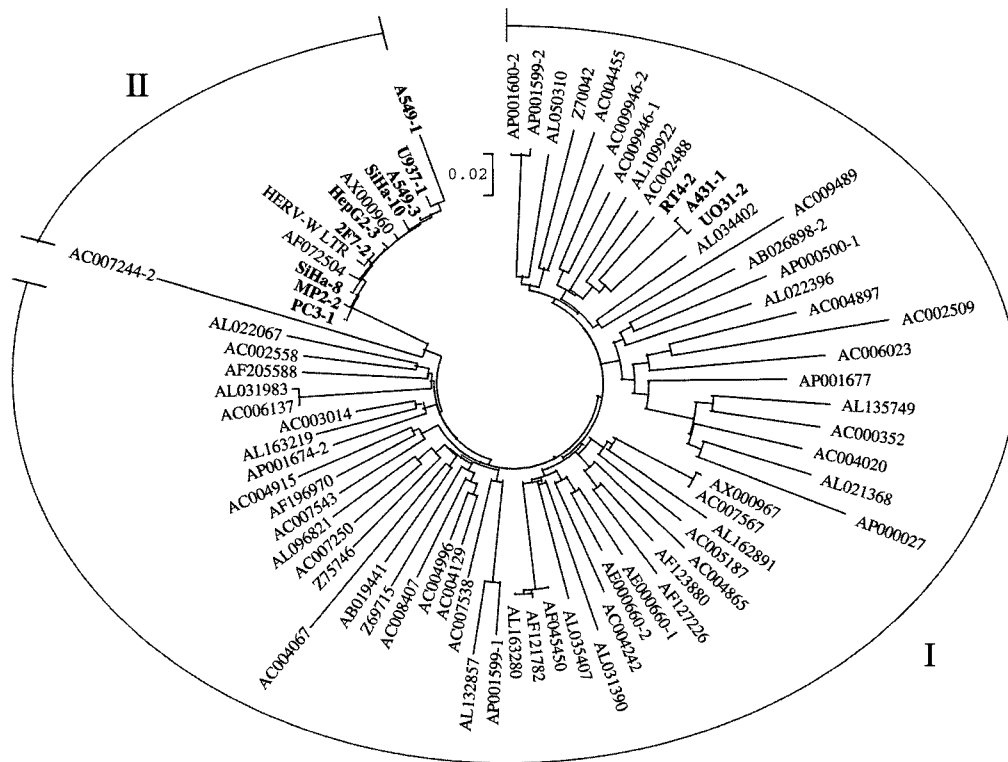 II
A549-1
U937-1
A549-3
SiHa-10
AX000960
HepG2-3
2F7-2
HERV-W LTR
AF072504
SiHa-8
MP2-2
PC3-1
AC007244-2
0.02
AP001600-2
AP001599-2
AL050310
Z70042
AC004455
AC009946-2
AC009946-1
AL109922
AC002488
RT4-2
A431-1
UO31-2
AL034402
AC009489
AB026898-2
AP000500-1
AL022396
AC004897
AC002509
AC006023
AP001677
AL135749
AC000352
AC004020
AL021368
AP000027
AX000967
AC007567
AL162891
AC005187
AC004865
AF123880
AF127226
AE000660-1
AE000660-2
AC004242
AL031390
AL035407
AF045450
AF121782
AL163280
AP001599-1
AL132857
AC007538
AC004129
AC004996
AC008407
Z69715
AB019441
AC004067
Z75746
AC007250
AL096821
AC007543
AF196970
AC004915
AP001674-2
AL163219
AC003014
AC006137
AL031983
AF205588
AC002558
AL022067
I